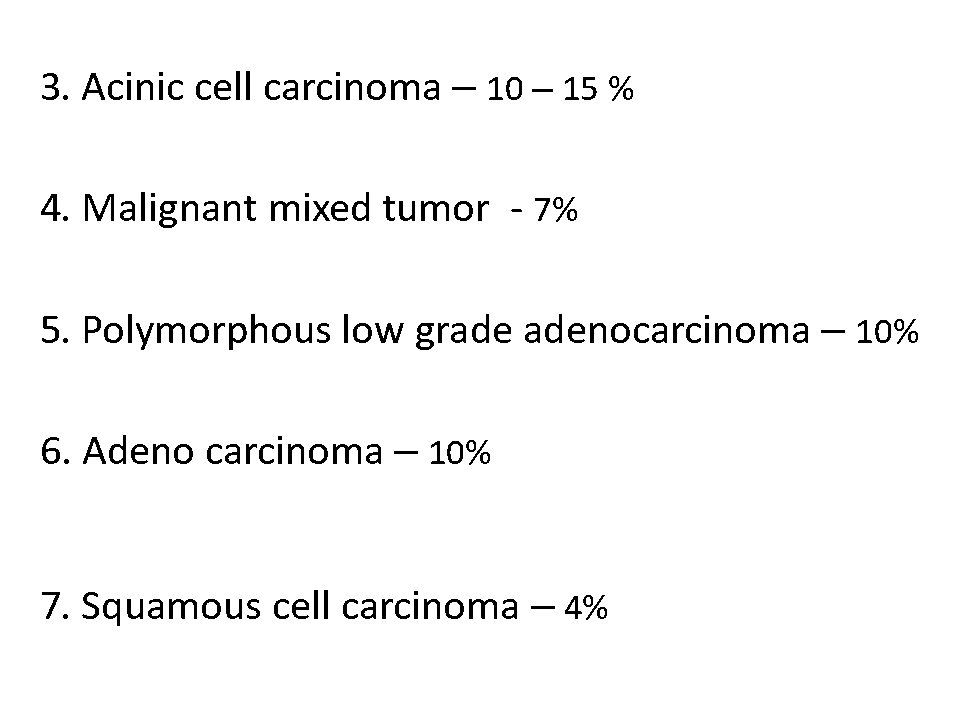 3. Acinic cell carcinoma – 10 – 15 %
4. Malignant mixed tumor  - 7%
5. Polymorphous low grade adenocarcinoma – 10%
6. Adeno carcinoma – 10%
7. Squamous cell carcinoma – 4%